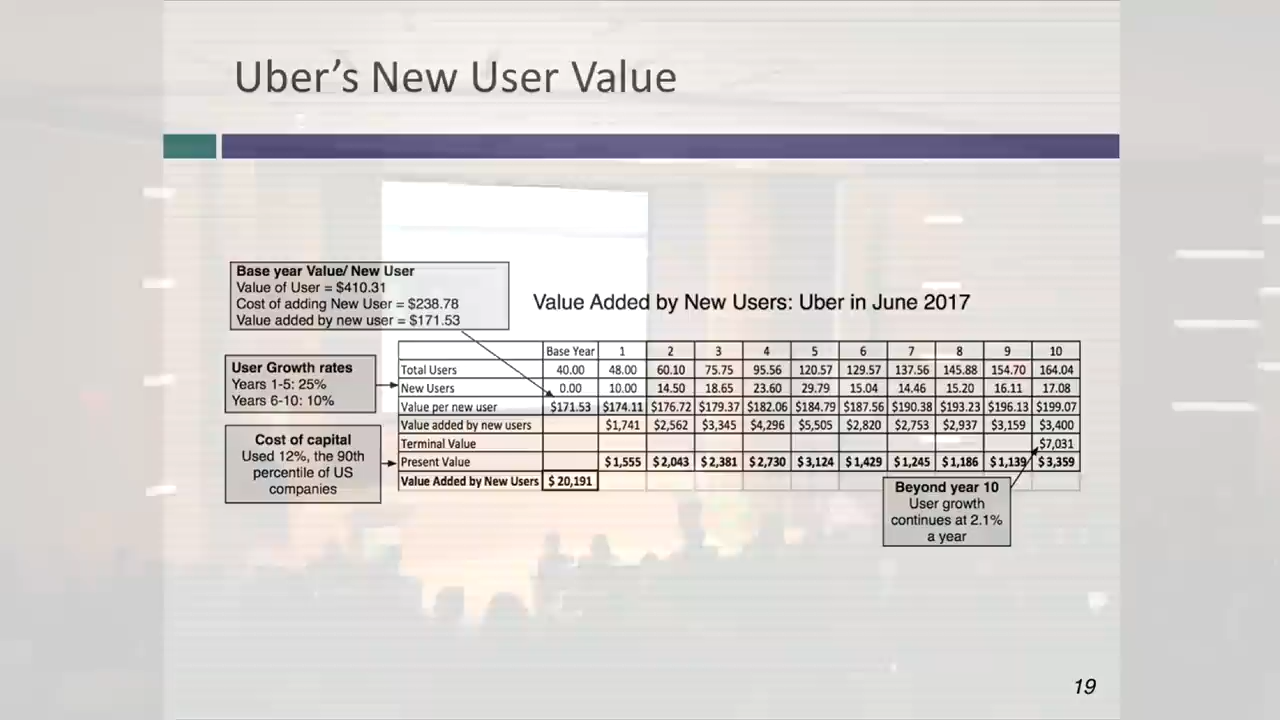 Uber's New User Value
Base year Value/ New User
Value of User = $410.31
Cost of adding New User = $238.78
Value added by new user = $171.53
Value Added by New Users: Uber in June 2017
User Growth rates
Years 1-5: 25%
Years 6-10: 10%
Cost of capital
Used 12%, the 90th
percentile of US
companies
Base Year 1 2 3 4 5 6 7 8 9 10
Total Users 40.00 48.00 60.10 75.75 95.56 120.57 129.57 137.56 145.88 154.70 164.04
New Users 0.00 10.00 14.50 18.65 23.60 29.79 15.04 14.46 15.20 16.11 17.08
Value per new user $171.53 $174.11 $176.72 $179.37 $182.06 $184.79 $187.56 $190.38 $193.23 $196.13 $199.07
Value added by new users $1,741 $2,562 $3,345 $4,296 $5,505 $2,820 $2,753 $2,937 $3,159 $3,400
Terminal Value $7,031
Present Value $1,555 $2,043 $2,381 $2,730 $3,124 $1,429 $1,245 $1,186 $1,139 $3,359
Value Added by New Users $ 20,191
Beyond year 10
User growth
continues at 2.1%
a year
19